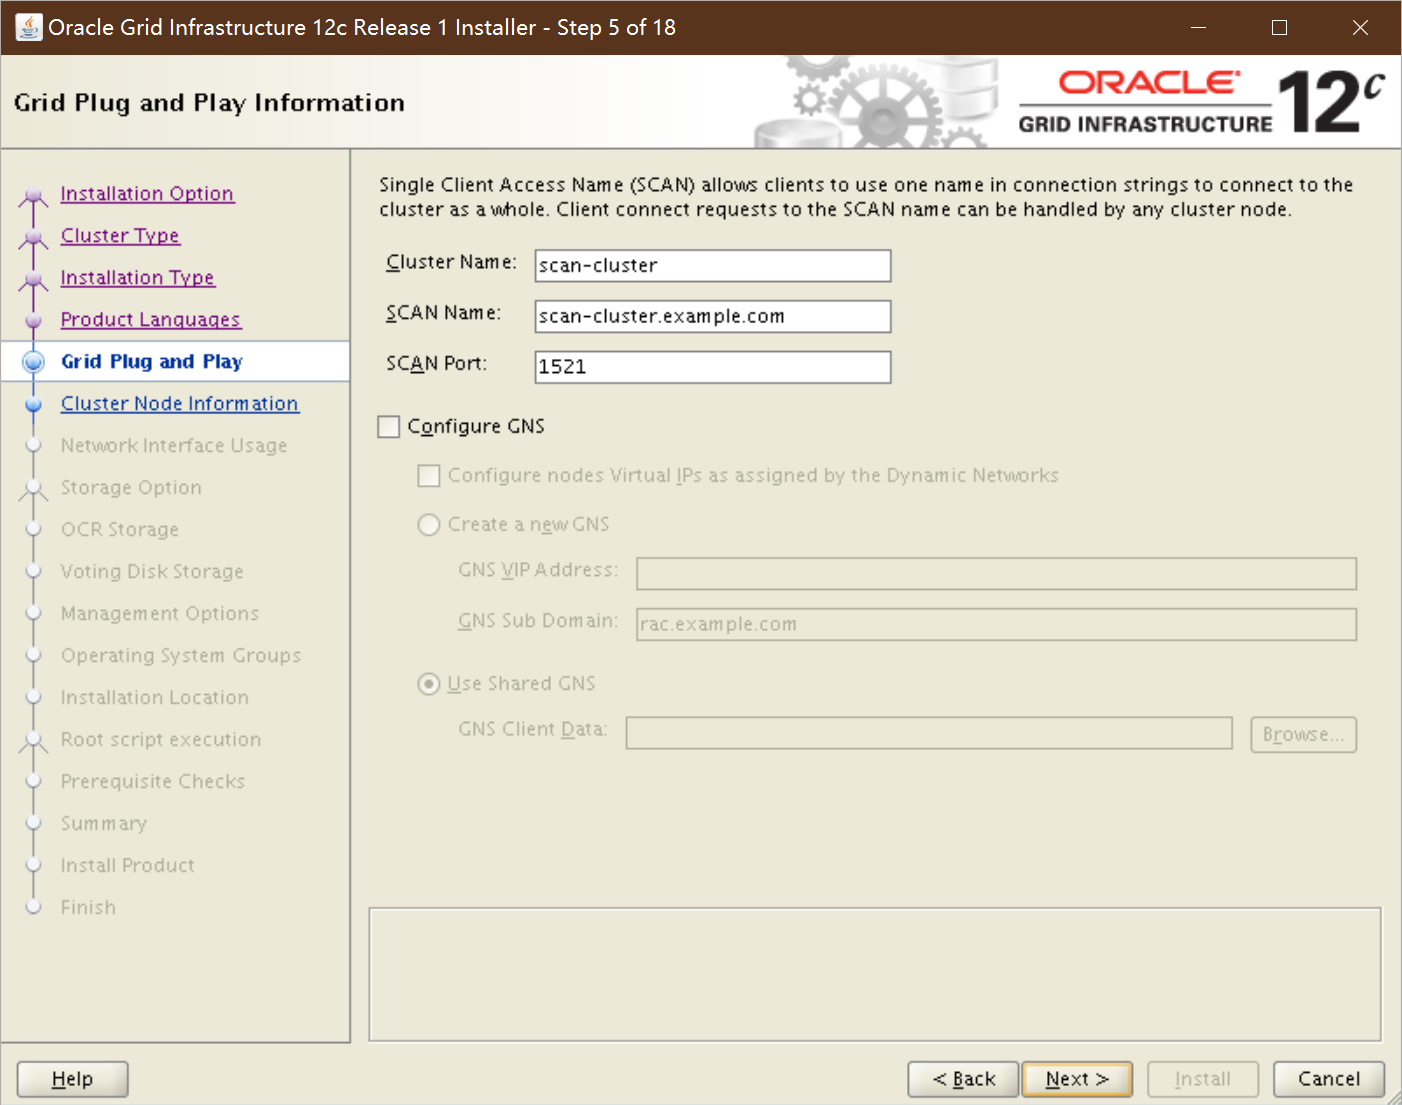 Oracle Grid Infrastructure 12c Release 1 Installer - Step 5 of 18
Grid Plug and Play Information
ORACLE
GRID INFRASTRUCTURE
12c
Installation Option
Cluster Type
Installation Type
Product Languages
Grid Plug and Play
Cluster Node Information
Network Interface Usage
Storage Option
OCR Storage
Voting Disk Storage
Management Options
Operating System Groups
Installation Location
Root script execution
Prerequisite Checks
Summary
Install Product
Finish
Single Client Access Name (SCAN) allows clients to use one name in connection strings to connect to the
cluster as a whole. Client connect requests to the SCAN name can be handled by any cluster node.
Cluster Name: scan-cluster
SCAN Name: scan-cluster.example.com
SCAN Port: 1521
Configure GNS
Configure nodes Virtual IPs as assigned by the Dynamic Networks
Create a new GNS
GNS VIP Address:
GNS Sub Domain: rac.example.com
Use Shared GNS
GNS Client Data: Browse...
Help < Back Next > Install Cancel